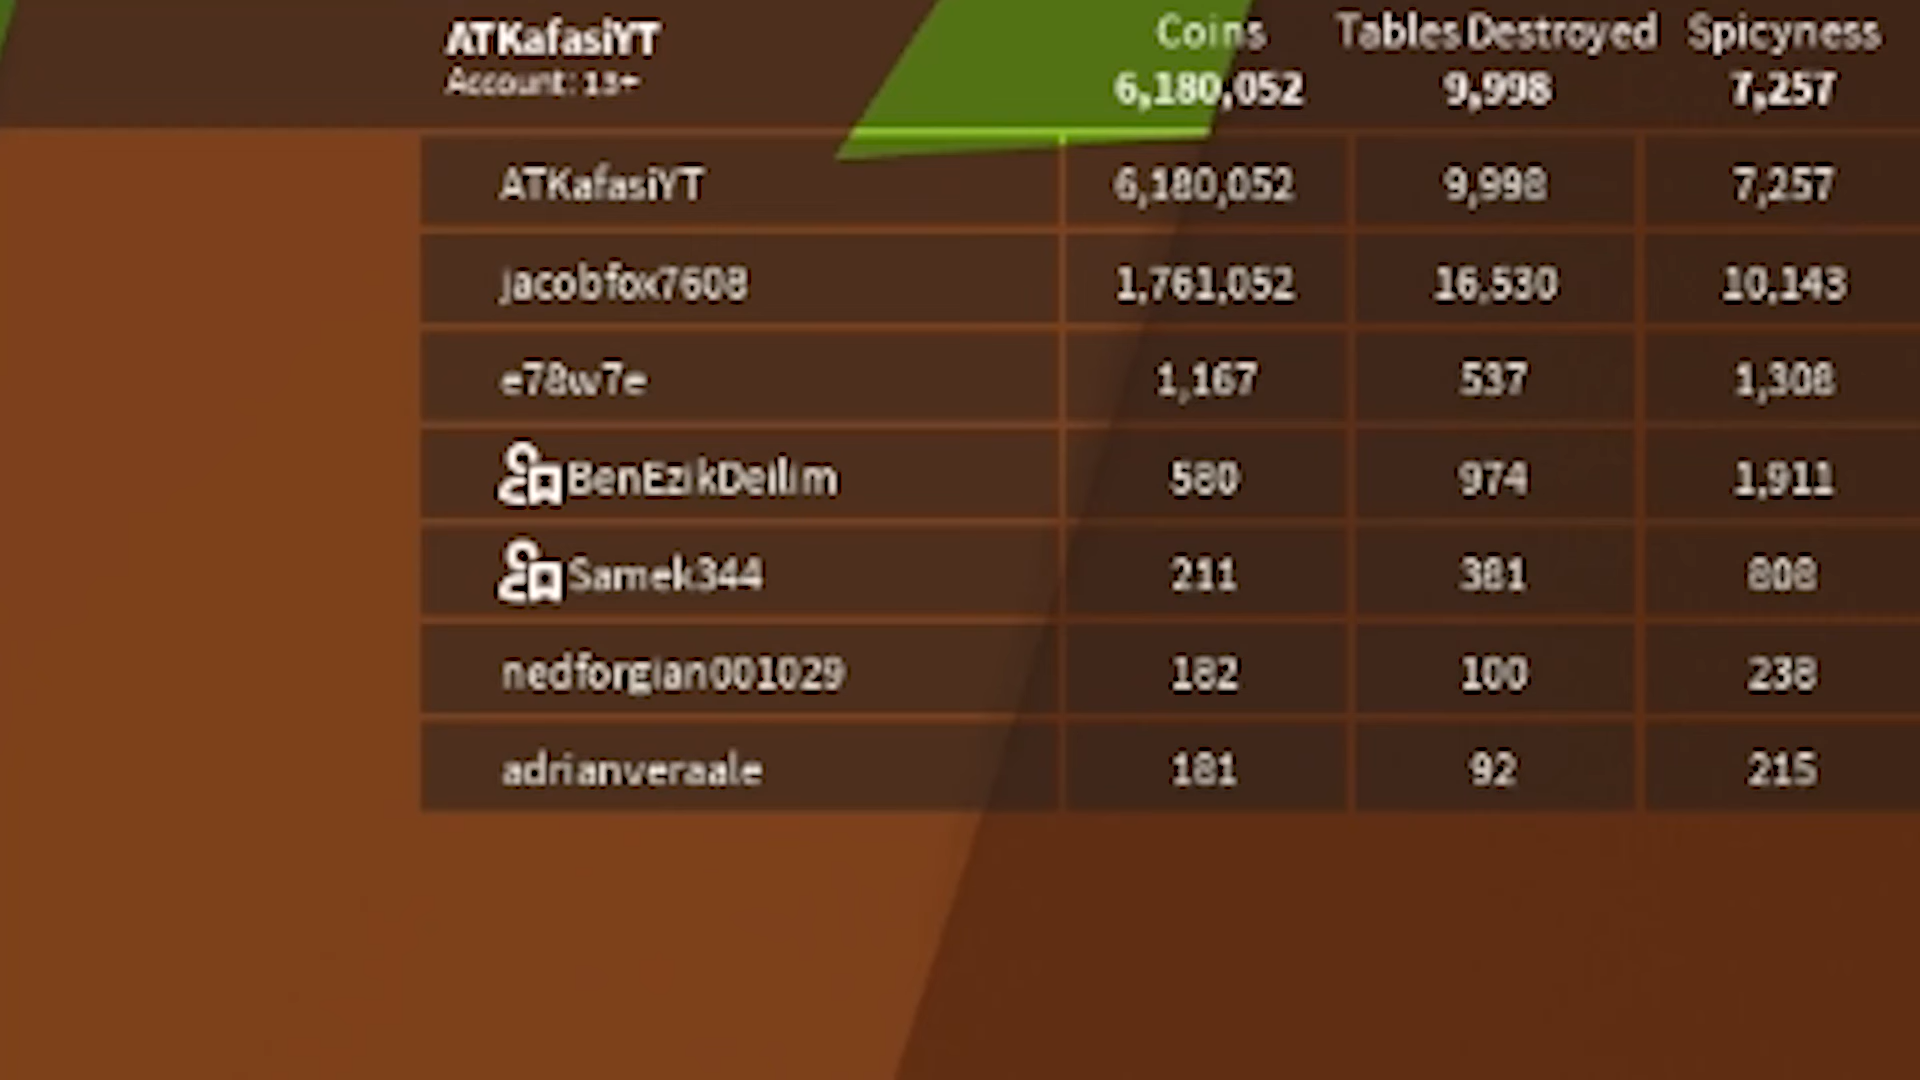 ATKafasiYT Coins Tables Destroyed Spicyness
Account: 13+ 6,180,052 9,998 7,257
ATKafasiYT 6,180,052 9,998 7,257
jacobfox7608 1,761,052 16,530 10,143
e78w7e 1,167 537 1,308
BenEzikDeilim 580 974 1,911
Samek344 211 381 808
nedforgian001029 182 100 238
adrianveraale 181 92 215